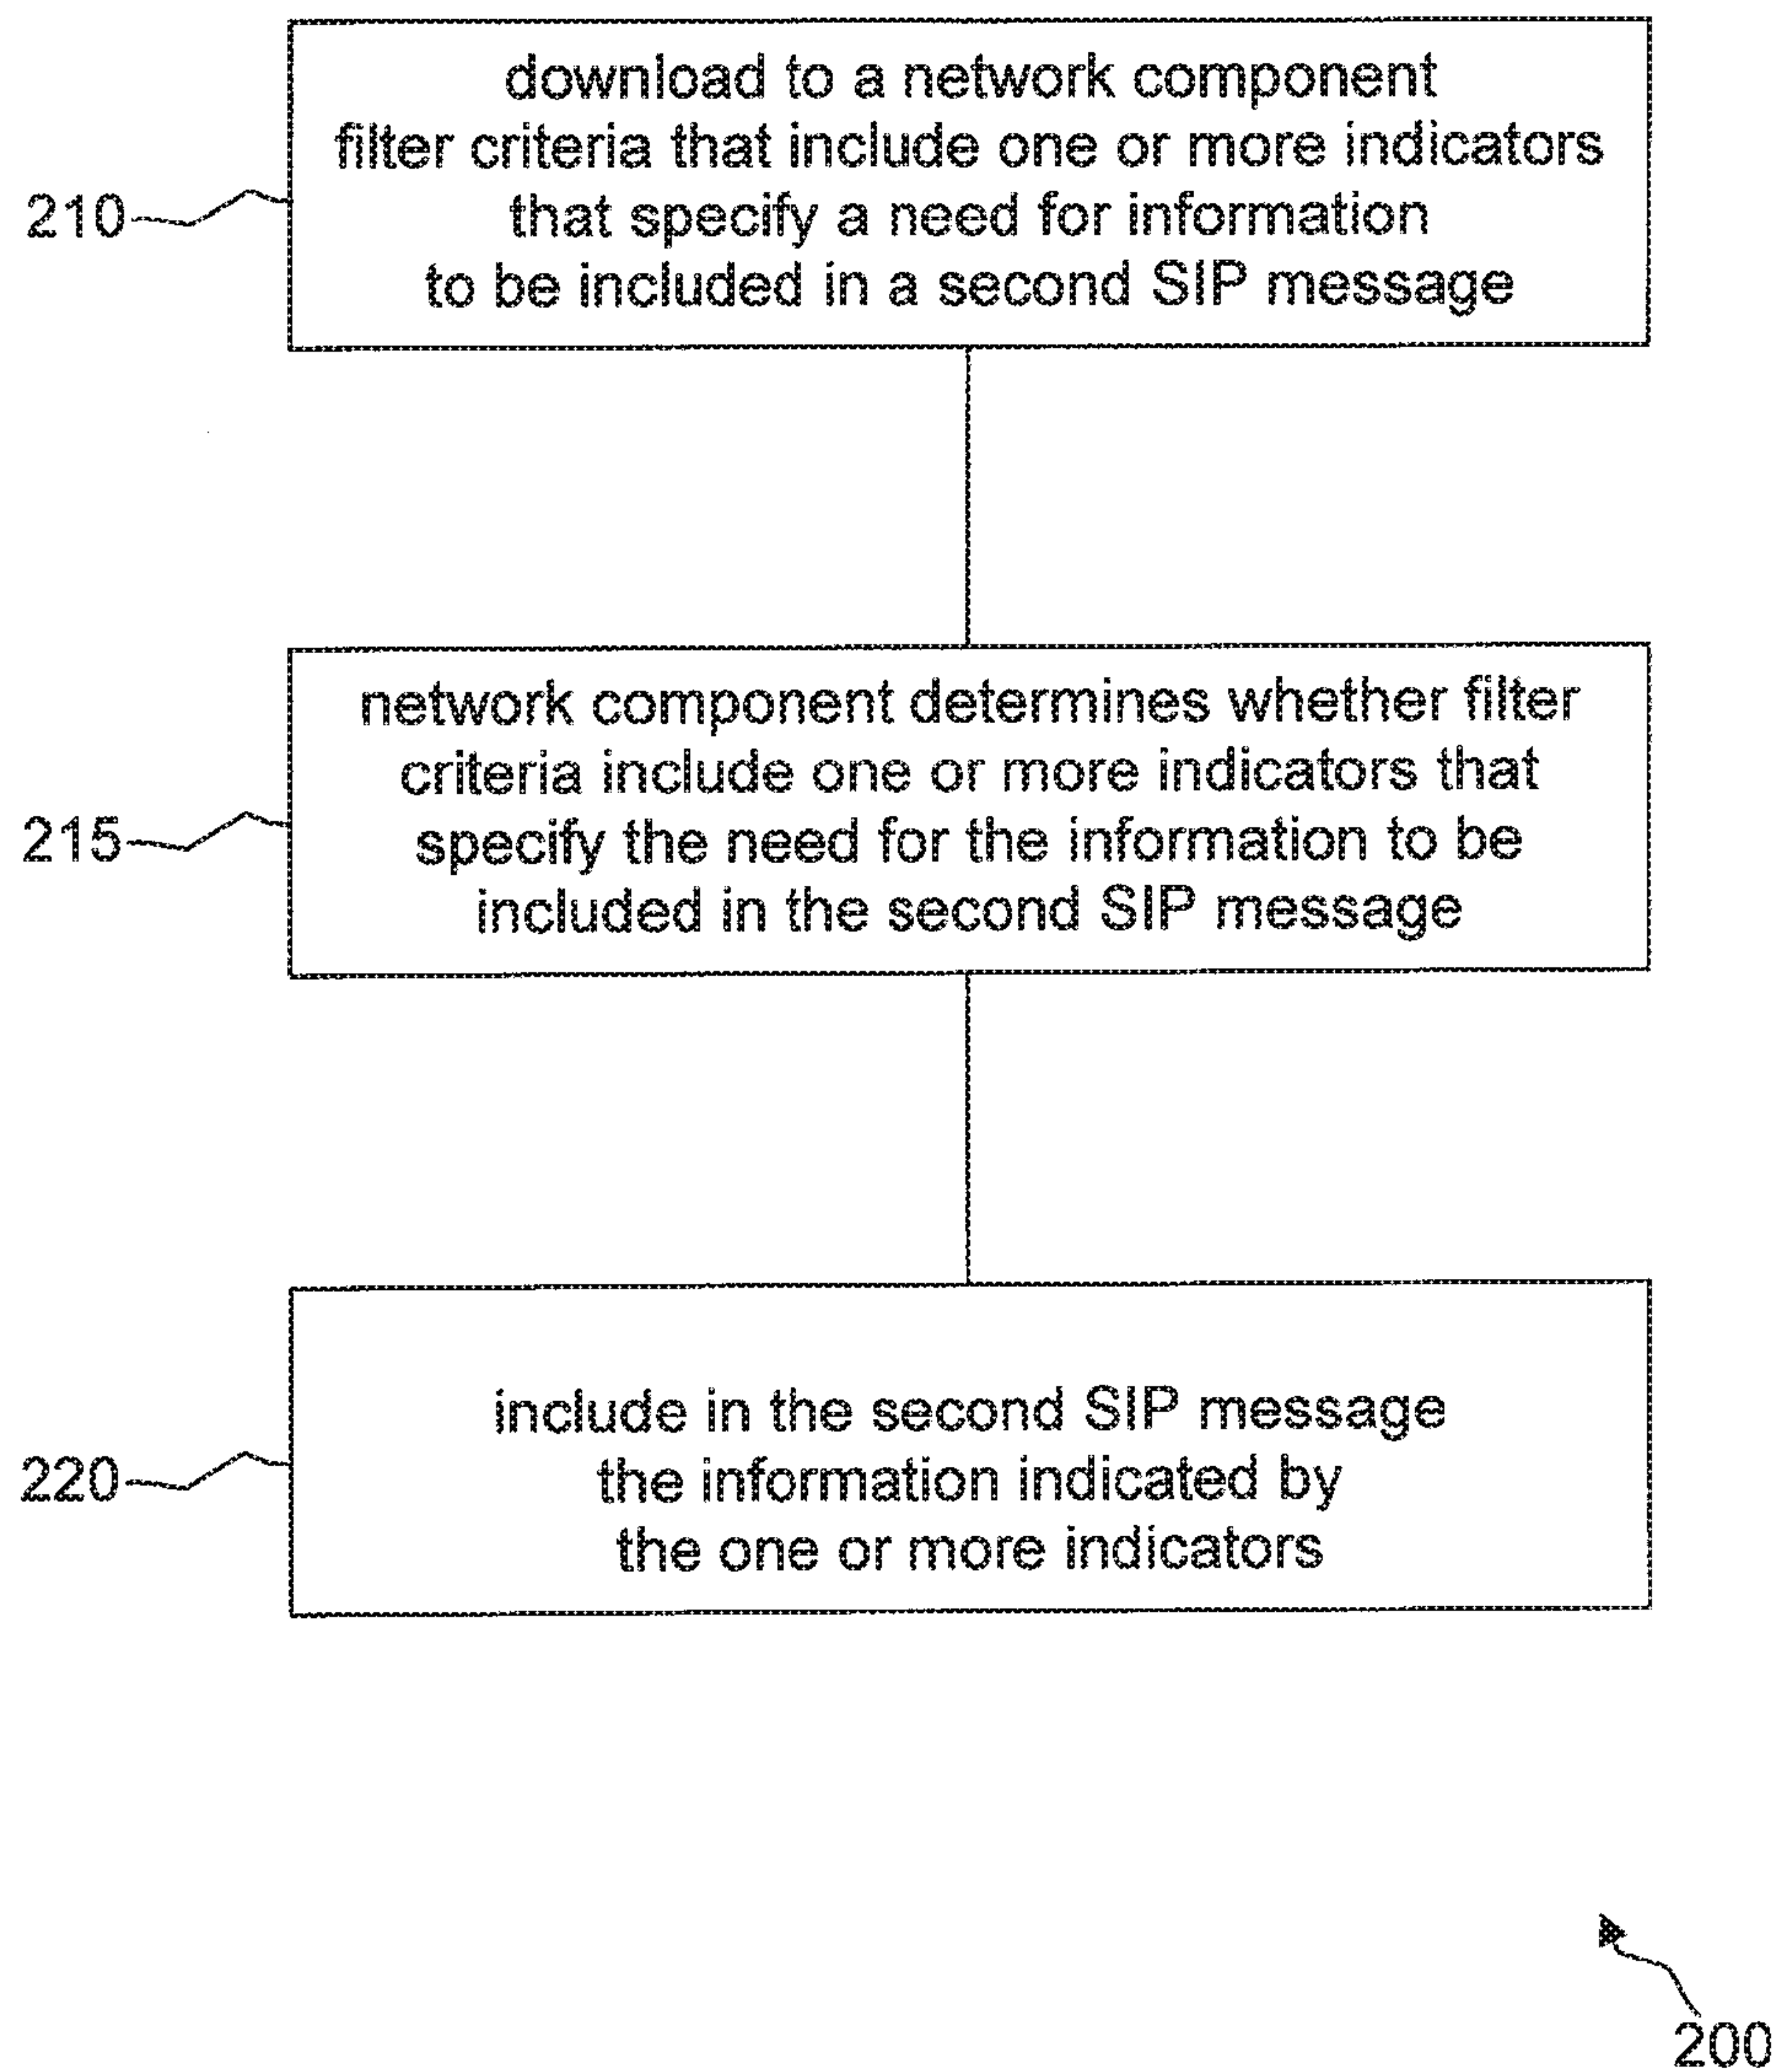 download to a network component
filter criteria that include one or more indicators
that specify a need for information
to be included in a second SIP message
210
network component determines whether filter
criteria include one or more indicators that
specify the need for the information to be
included in the second SIP message
215
include in the second SIP message
the information indicated by
the one or more indicators
220
200